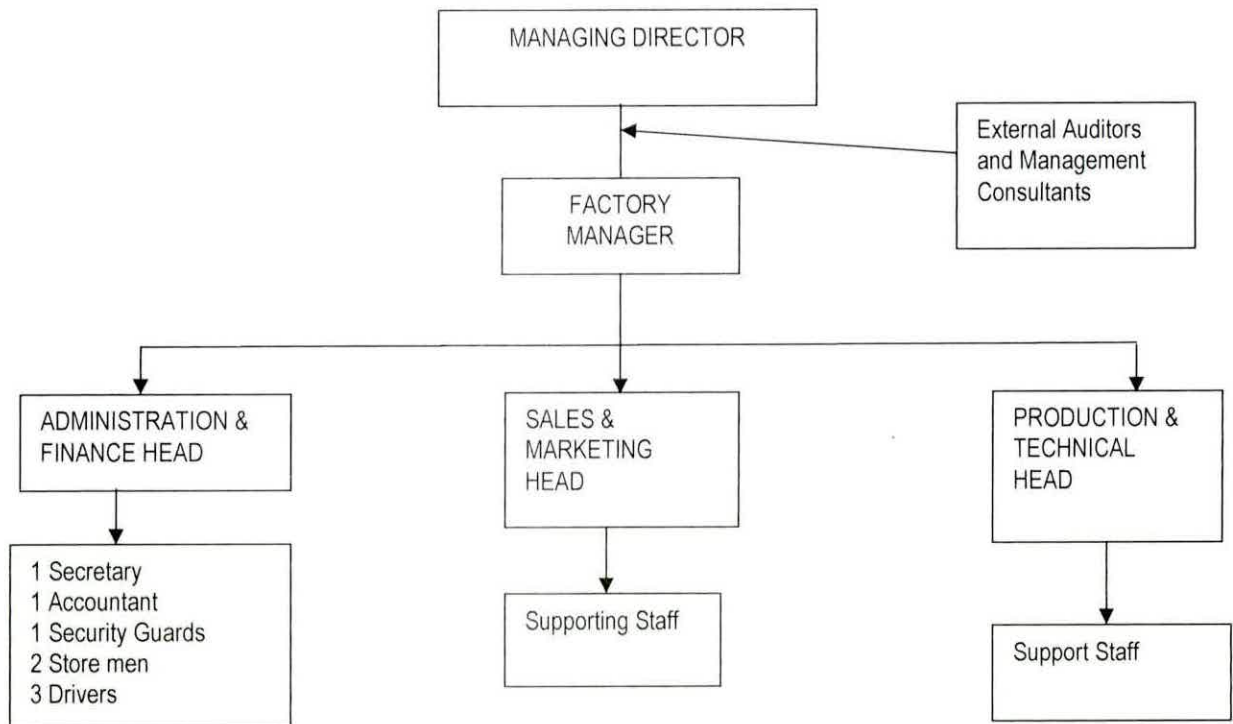 MANAGING DIRECTOR
External Auditors
and Management
Consultants
FACTORY
MANAGER
ADMINISTRATION &
FINANCE HEAD
SALES &
MARKETING
HEAD
PRODUCTION &
TECHNICAL
HEAD
1 Secretary
1 Accountant
1 Security Guards
2 Store men
3 Drivers
Supporting Staff
Support Staff